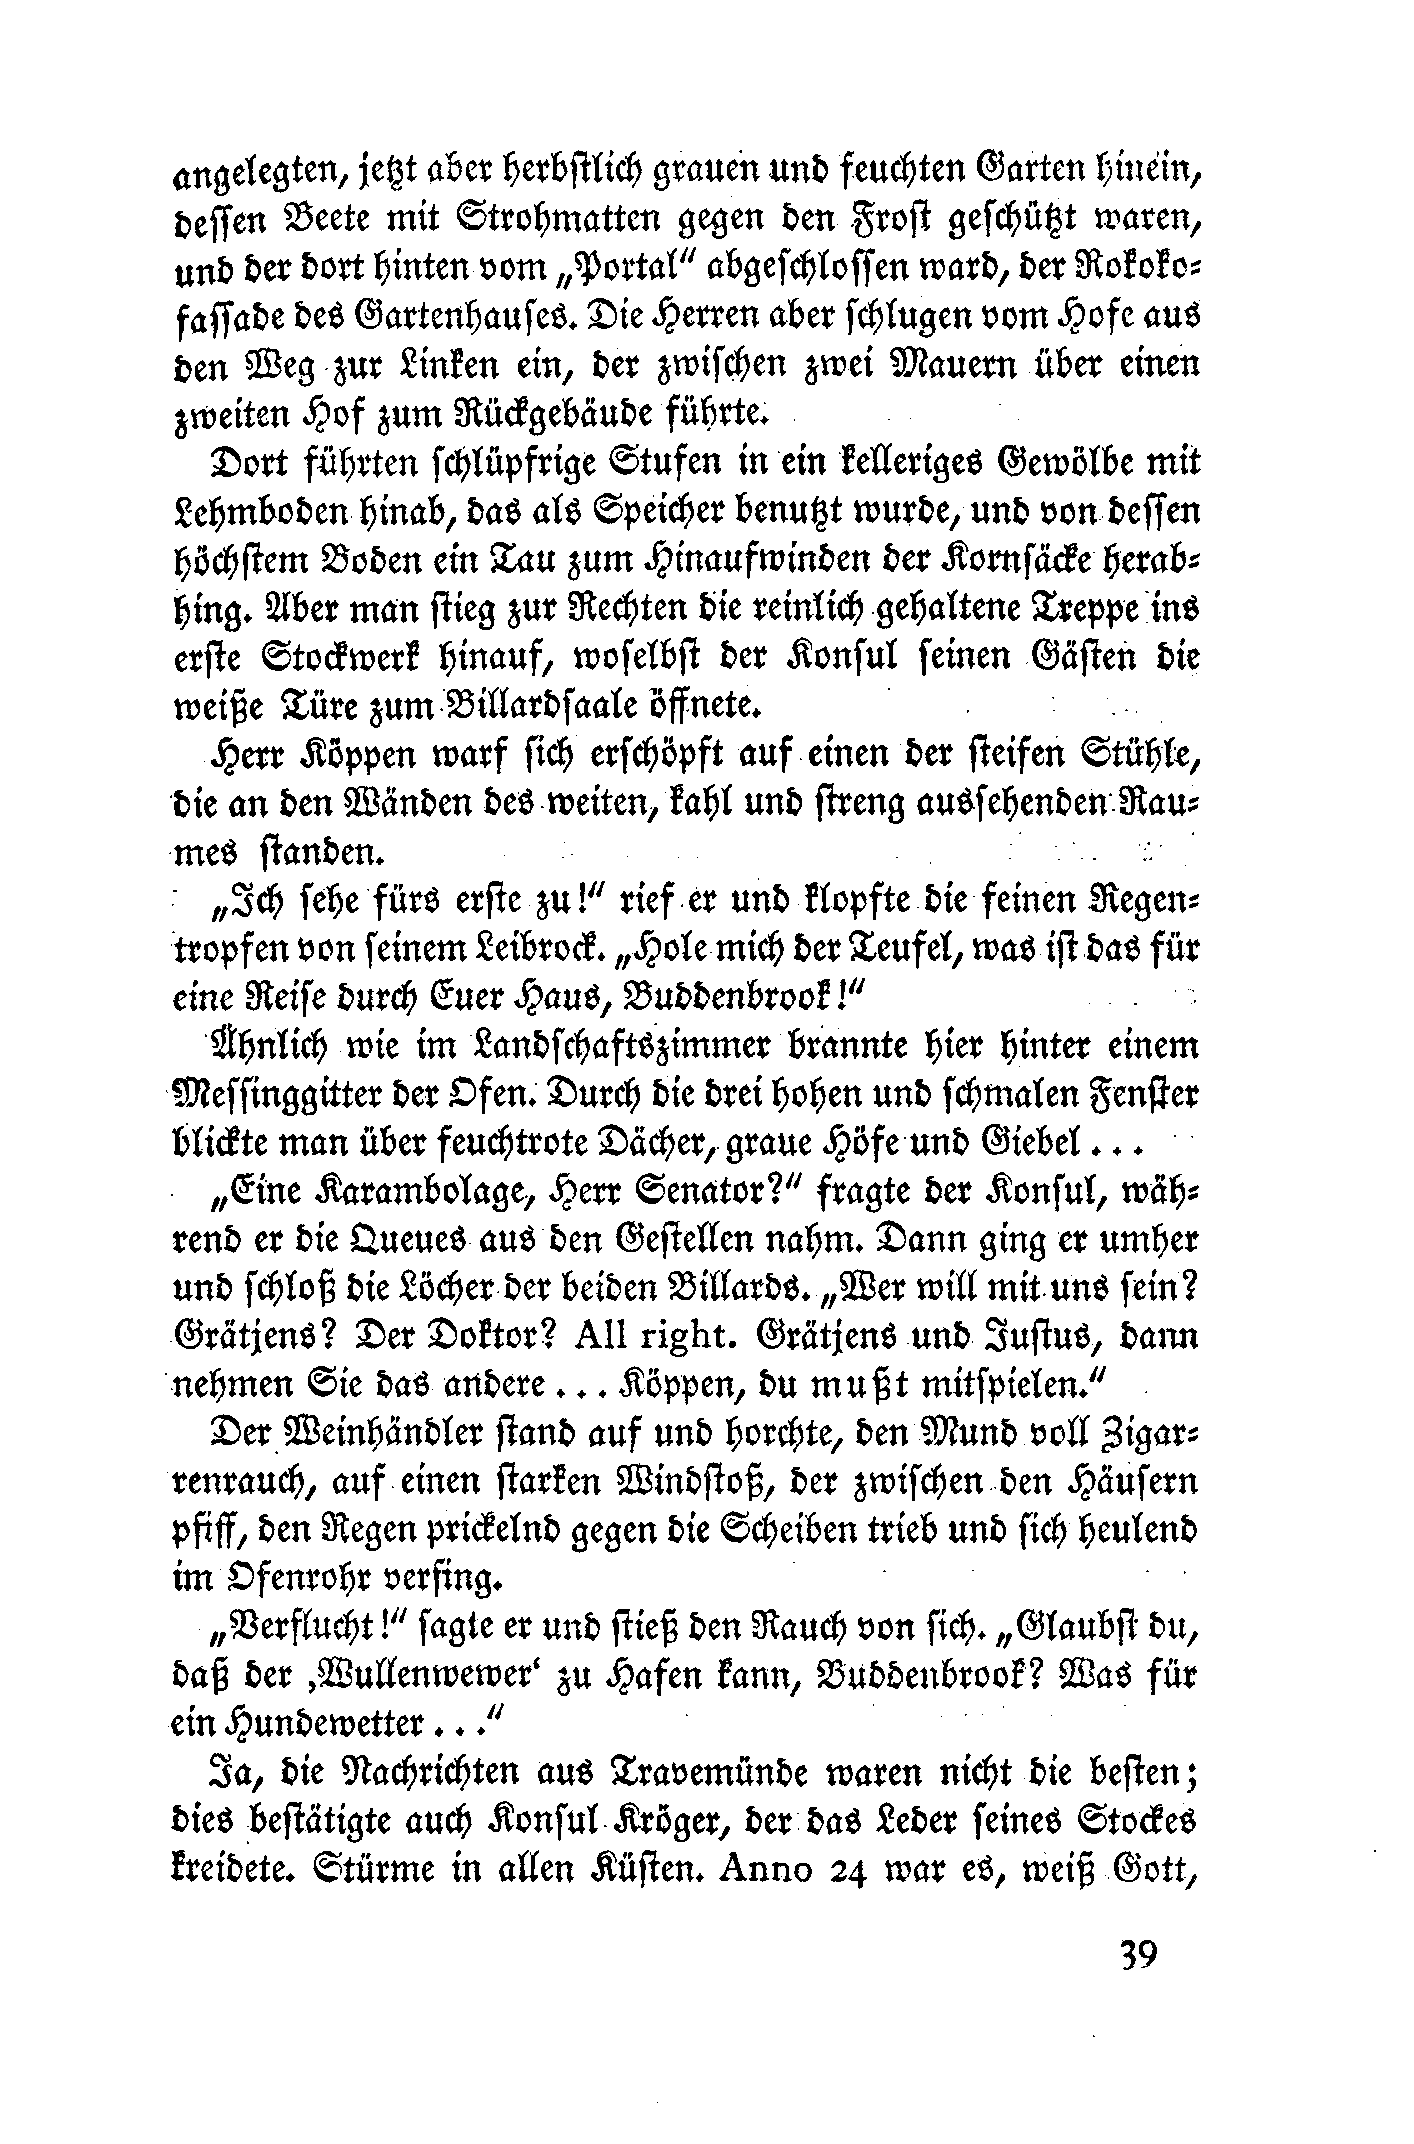 angelegten, jetzt aber herbstlich grauen und feuchten Garten hinein,
dessen Beete mit Strohmatten gegen den Frost geschützt waren,
und der dort hinten vom „Portal“ abgeschlossen ward, der Rokoko-
fassade des Gartenhauses. Die Herren aber schlugen vom Hofe aus
den Weg zur Linken ein, der zwischen zwei Mauern über einen
zweiten Hof zum Rückgebäude führte.
Dort führten schlüpfrige Stufen in ein kelleriges Gewölbe mit
Lehmboden hinab, das als Speicher benutzt wurde, und von dessen
höchstem Boden ein Tau zum Hinaufwinden der Kornsäcke herab-
hing. Aber man stieg zur Rechten die reinlich gehaltene Treppe ins
erste Stockwerk hinauf, woselbst der Konsul seinen Gästen die
weiße Türe zum Billardsaale öffnete.
Herr Köppen warf sich erschöpft auf einen der steifen Stühle,
die an den Wänden des weiten, kahl und streng aussehenden Rau-
mes standen.
„Ich sehe fürs erste zu!“ rief er und klopfte die feinen Regen-
tropfen von seinem Leibrock. „Hole mich der Teufel, was ist das für
eine Reise durch Euer Haus, Buddenbrook!“
Ähnlich wie im Landschaftszimmer brannte hier hinter einem
Messinggitter der Ofen. Durch die drei hohen und schmalen Fenster
blickte man über feuchtrote Dächer, graue Höfe und Giebel . . .
„Eine Karambolage, Herr Senator?“ fragte der Konsul, wäh-
rend er die Queues aus den Gestellen nahm. Dann ging er umher
und schloß die Löcher der beiden Billards. „Wer will mit uns sein?
Grätjens? Der Doktor? All right. Grätjens und Justus, dann
nehmen Sie das andere . . . Köppen, du mußt mitspielen.“
Der Weinhändler stand auf und horchte, den Mund voll Zigar-
renrauch, auf einen starken Windstoß, der zwischen den Häusern
pfiff, den Regen prickelnd gegen die Scheiben trieb und sich heulend
im Ofenrohr verfing.
„Verflucht!“ sagte er und stieß den Rauch von sich. „Glaubst du,
daß der ‚Wullenwewer‘ zu Hafen kann, Buddenbrook? Was für
ein Hundewetter . . .“
Ja, die Nachrichten aus Travemünde waren nicht die besten;
dies bestätigte auch Konsul Kröger, der das Leder seines Stockes
kreidete. Stürme in allen Küsten. Anno 24 war es, weiß Gott,
39